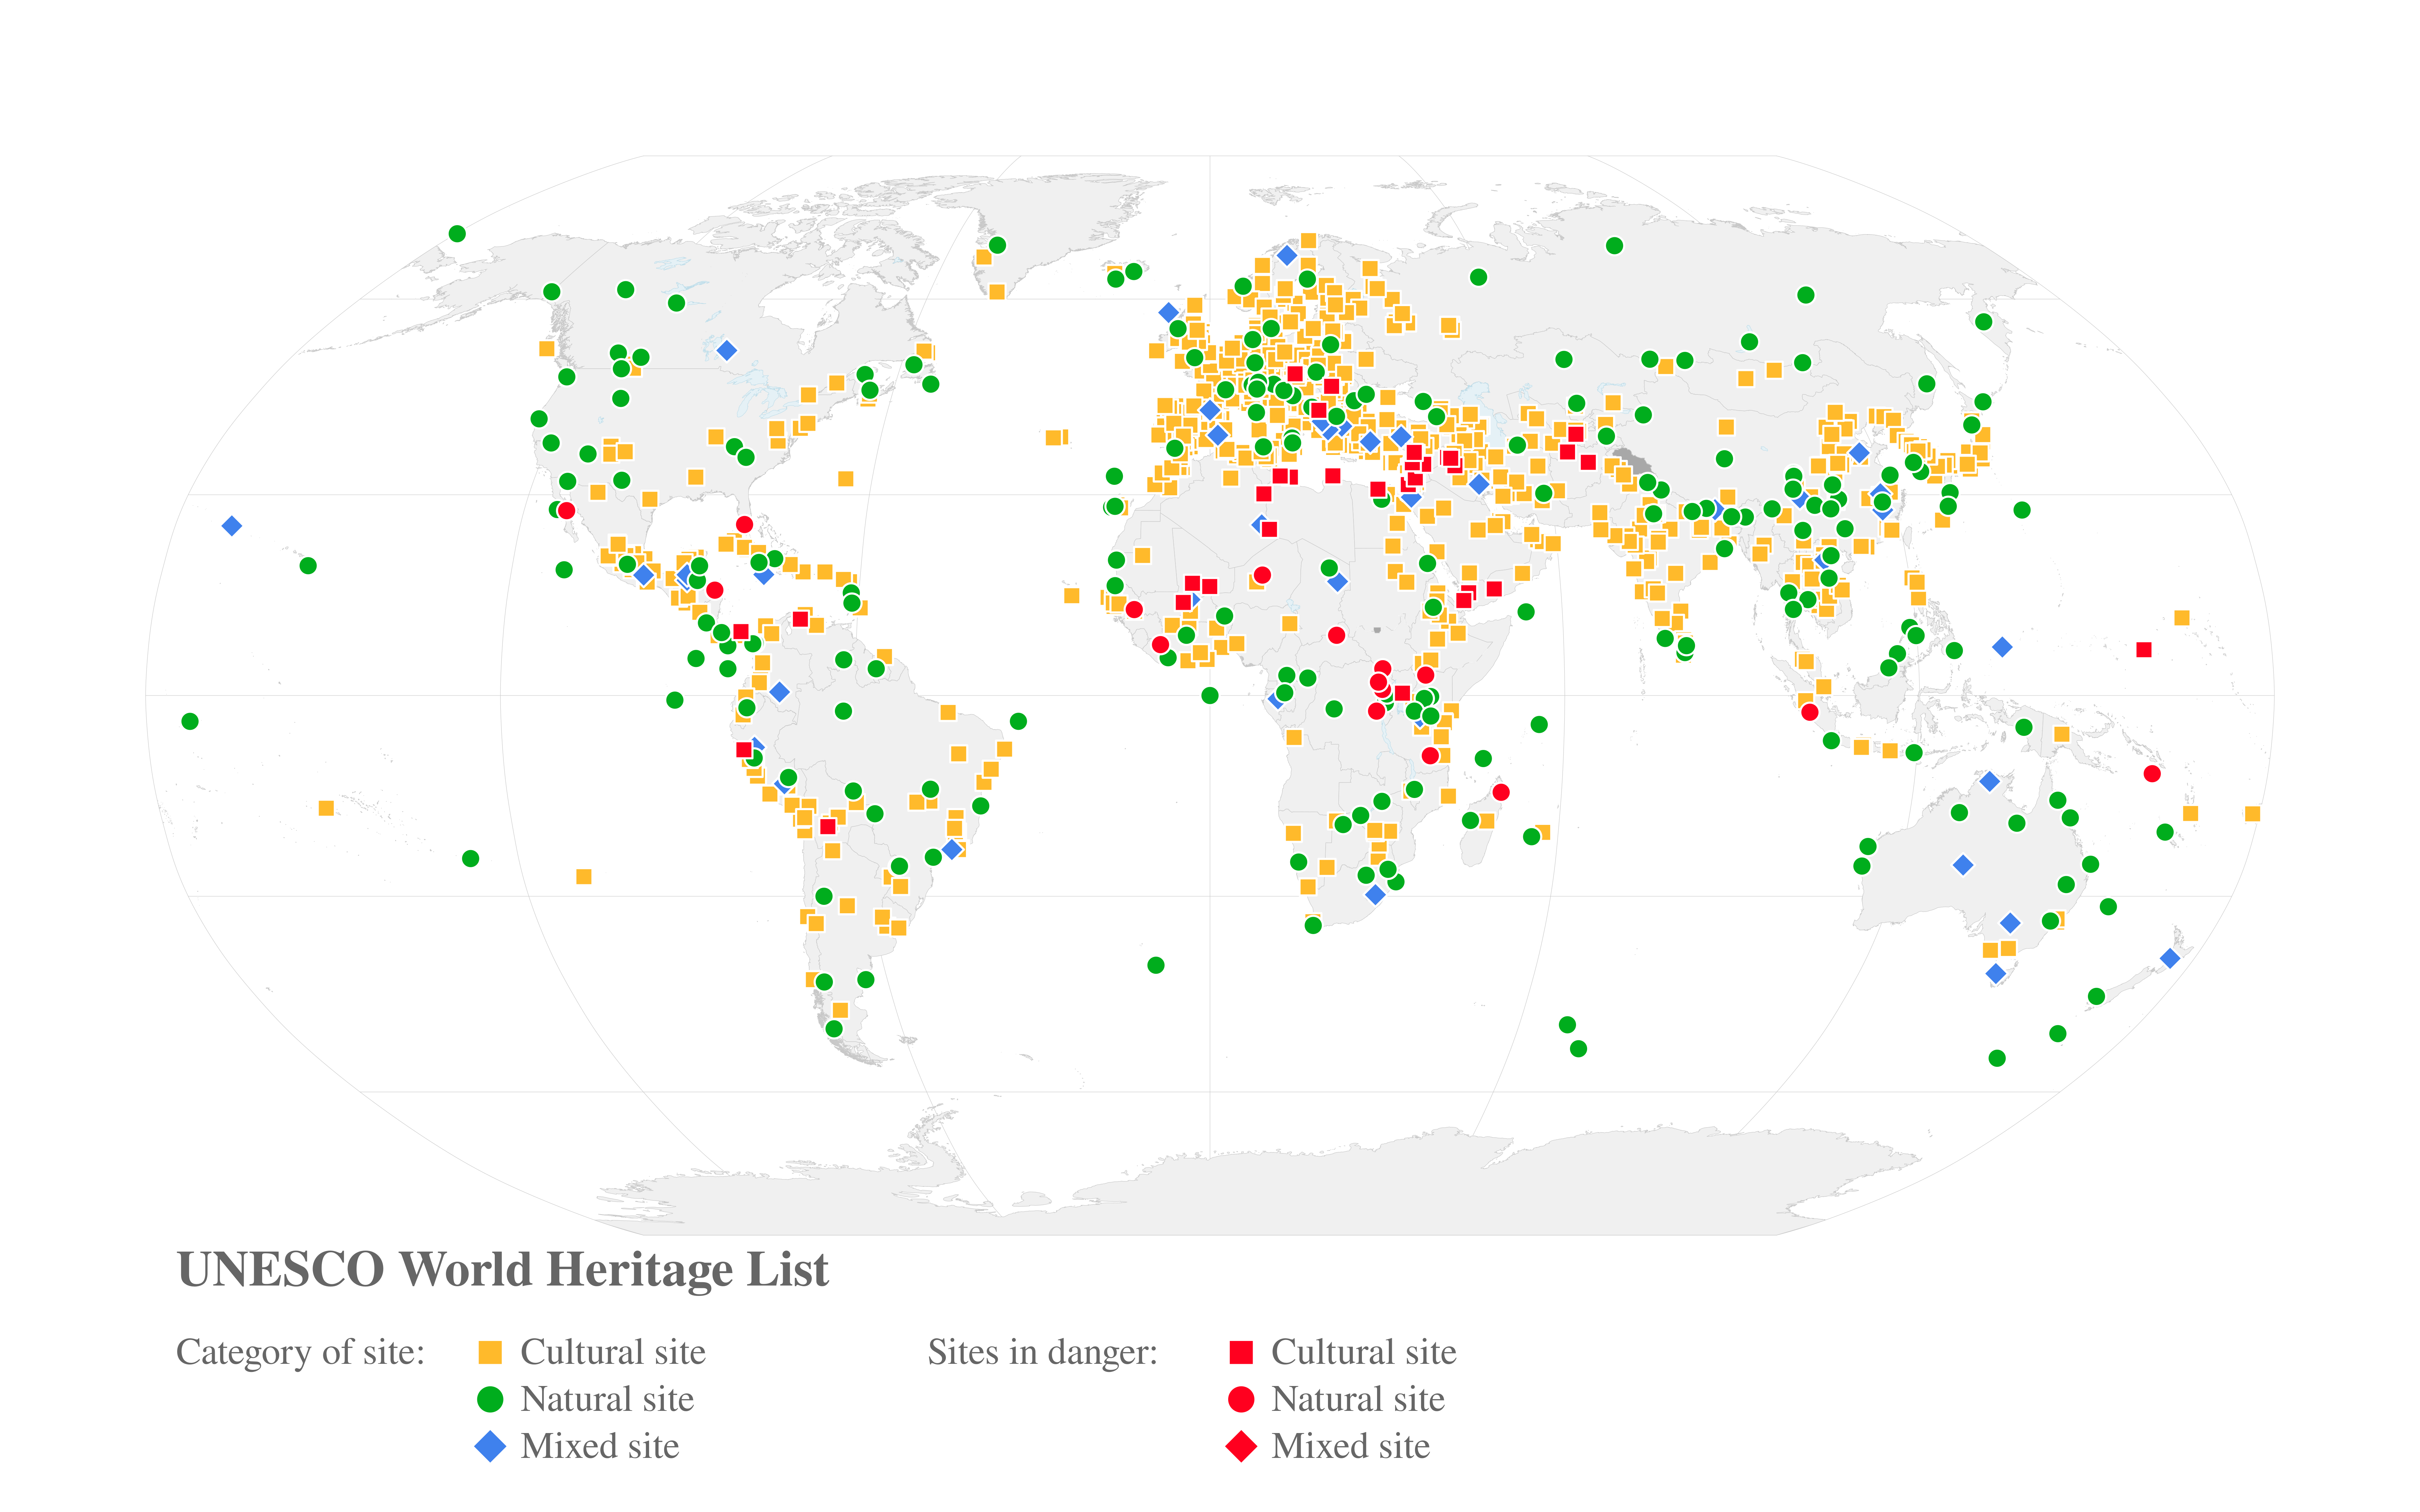 UNESCO World Heritage List
Category of site:
Cultural site
Natural site
Mixed site
Sites in danger:
Cultural site
Natural site
Mixed site